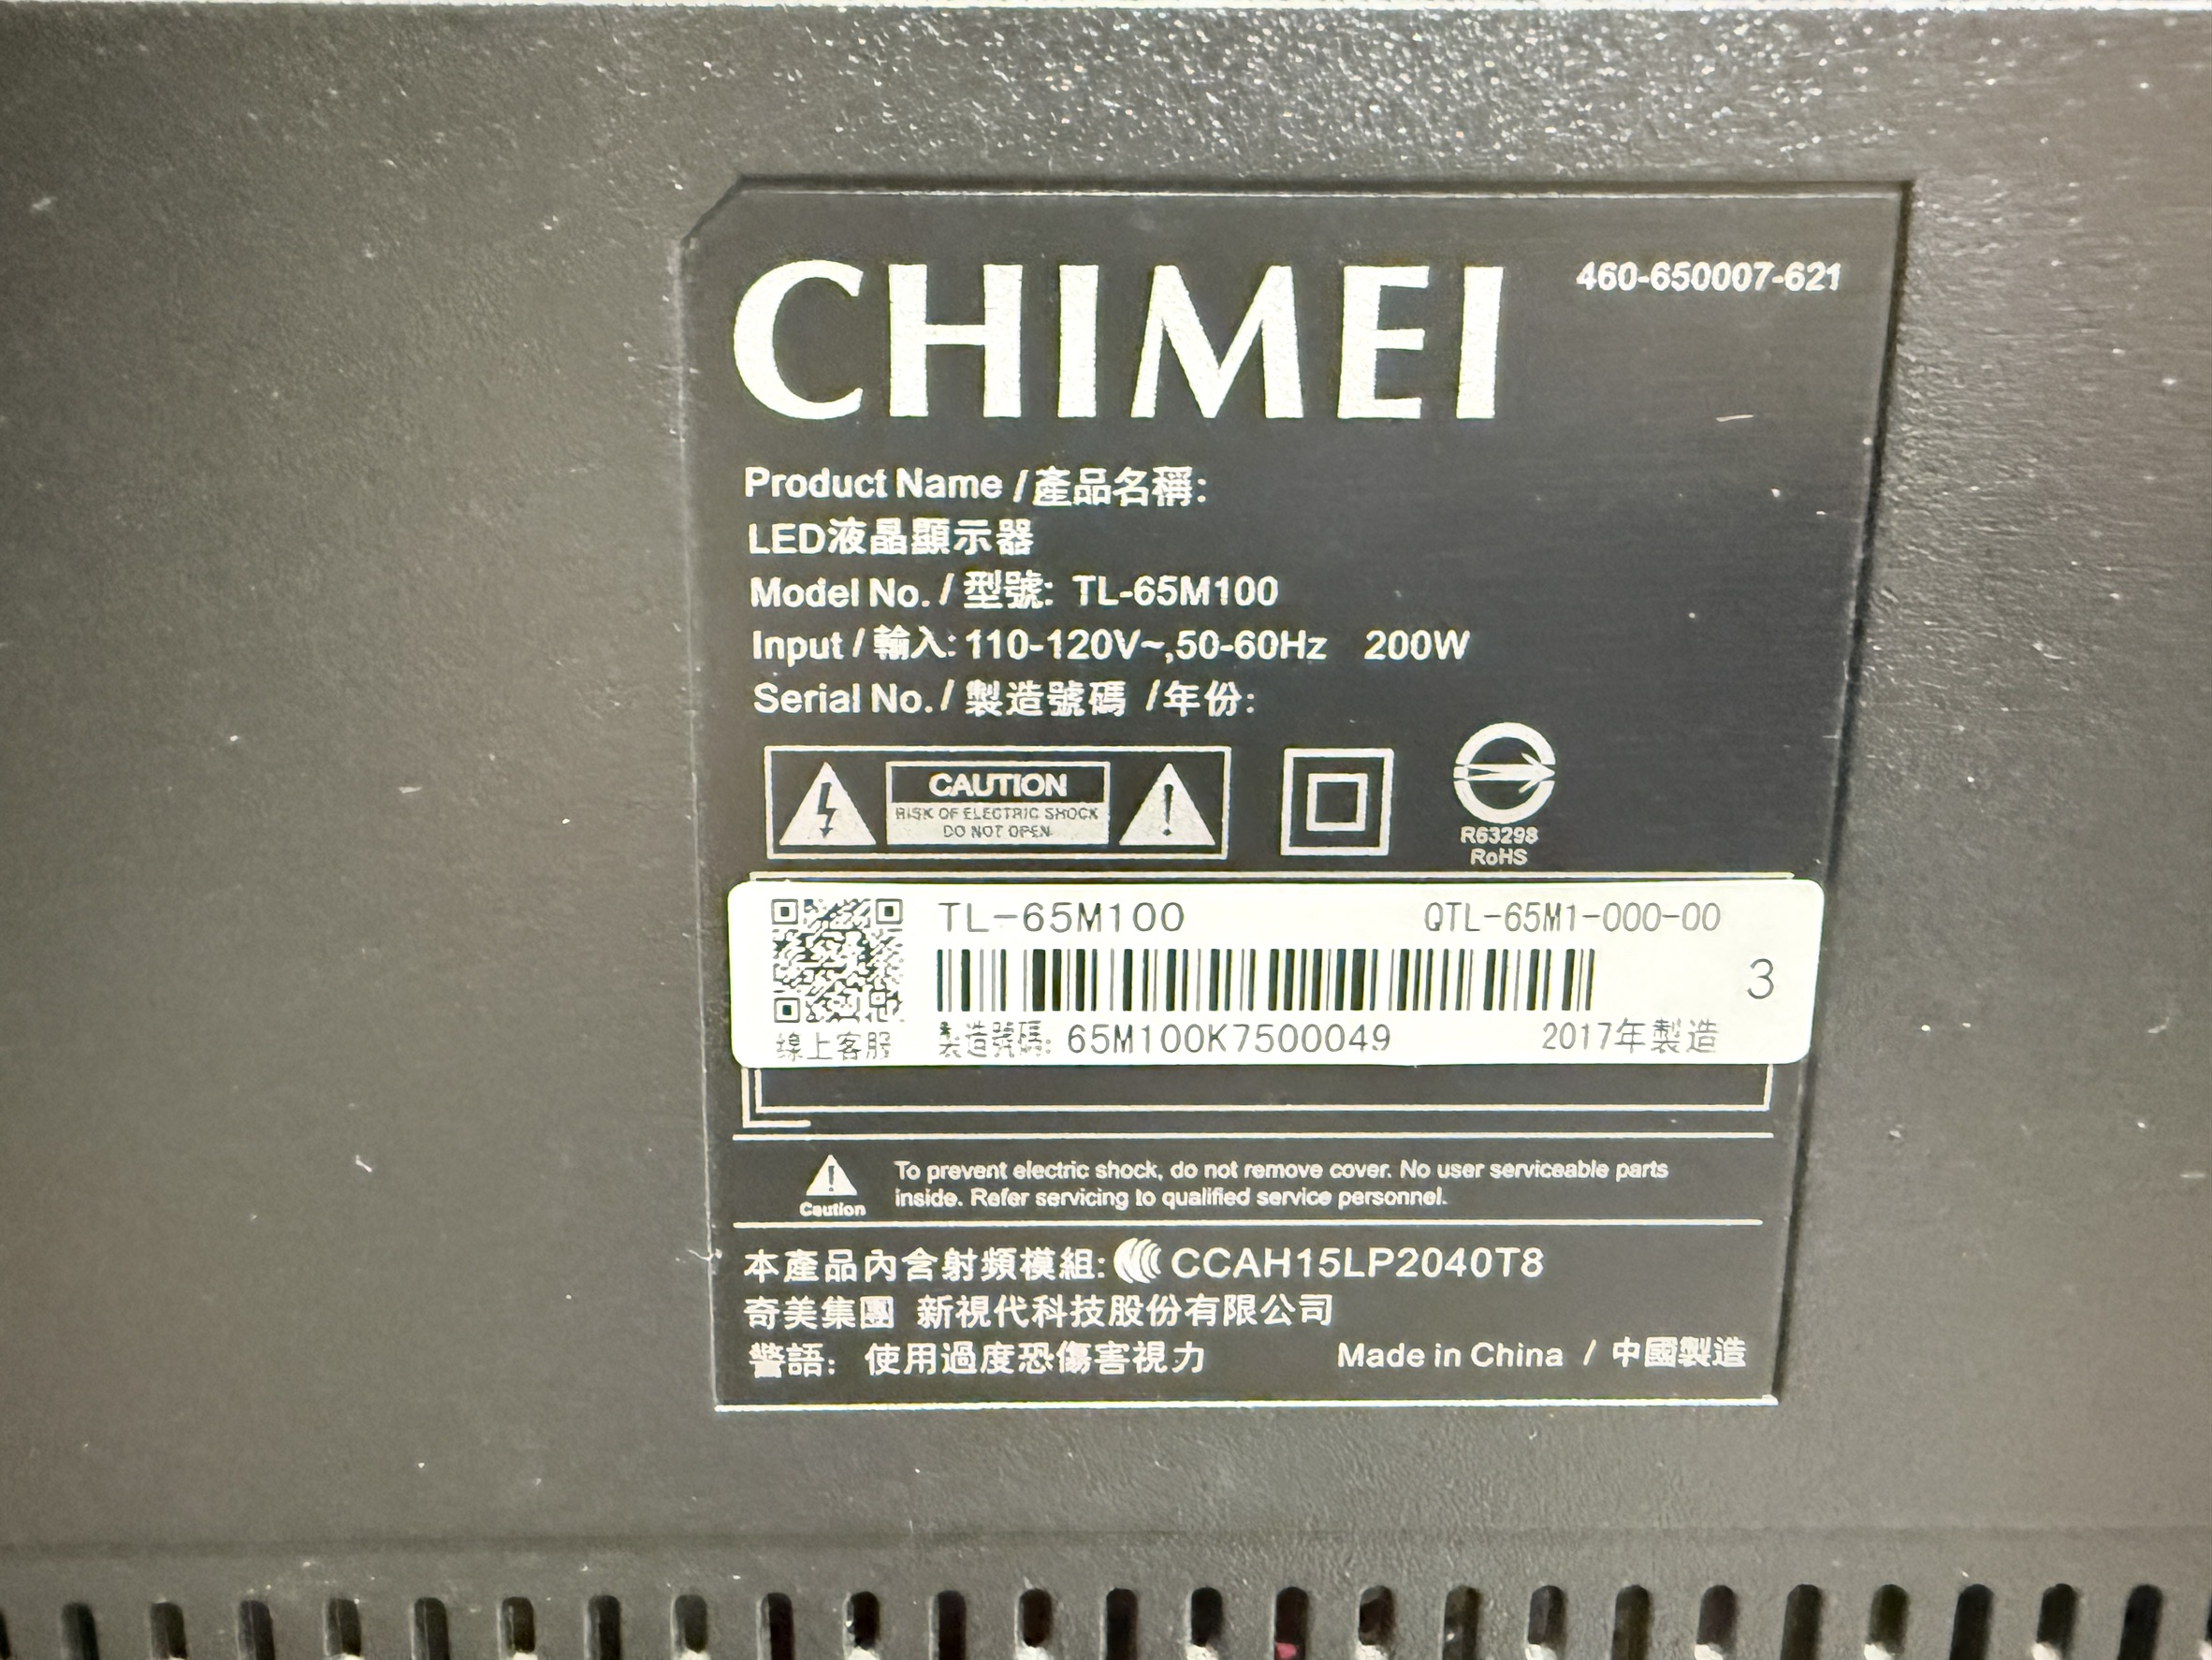 CHIMEI
460-650007-621
Product Name / 產品名稱:
LED液晶顯示器
Model No. / 型號: TL-65M100
Input / 輸入: 110-120V~,50-60Hz 200W
Serial No. / 製造號碼 /年份:
CAUTION
RISK OF ELECTRIC SHOCK
DO NOT OPEN
R63298
RoHS
TL-65M100 QTL-65M1-000-00
3
線上客服 製造號碼: 65M100K7500049 2017年製造
To prevent electric shock, do not remove cover. No user serviceable parts
inside. Refer servicing to qualified service personnel.
Caution
本產品內含射頻模組: CCAH15LP2040T8
奇美集團 新視代科技股份有限公司
警語: 使用過度恐傷害視力 Made in China / 中國製造